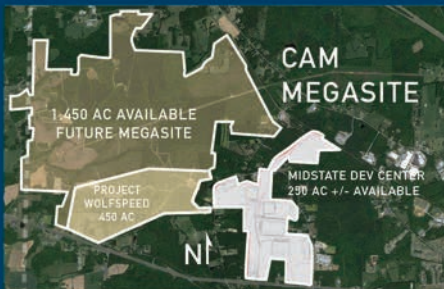 CAM
MEGASITE
1,450 AC AVAILABLE
FUTURE MEGASITE
PROJECT
WOLFSPEED
450 AC
MIDSTATE DEV CENTER
250 AC +/- AVAILABLE
N